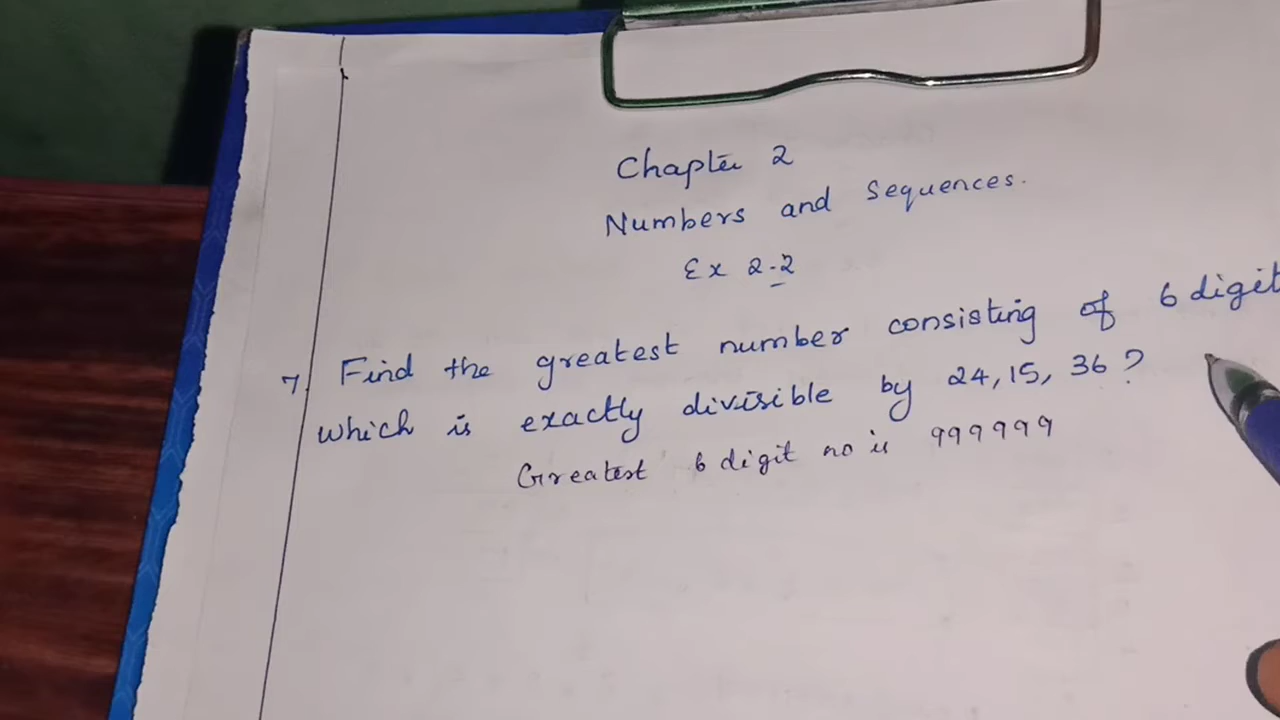 Chapter 2
Numbers and Sequences.
Ex 2.2
7. Find the greatest number consisting of 6 digit
which is exactly divisible by 24, 15, 36 ?
Greatest 6 digit no is 999999